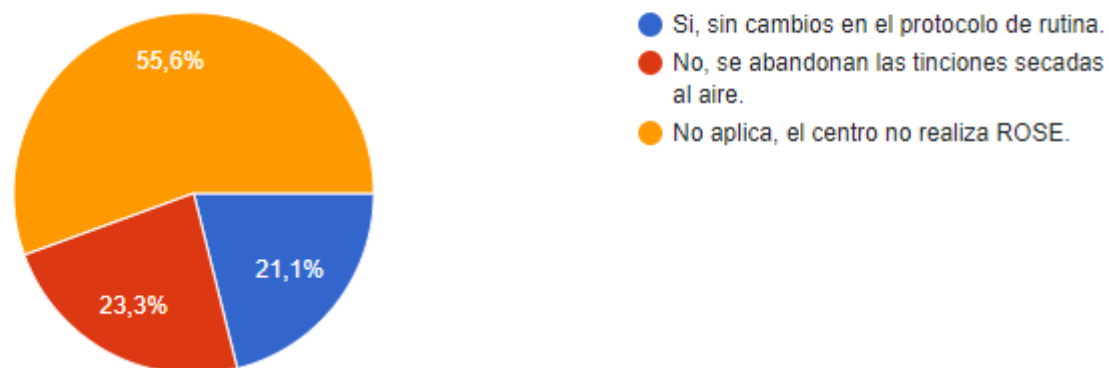 55,6%
21,1%
23,3%
Si, sin cambios en el protocolo de rutina.
No, se abandonan las tinciones secadas
al aire.
No aplica, el centro no realiza ROSE.